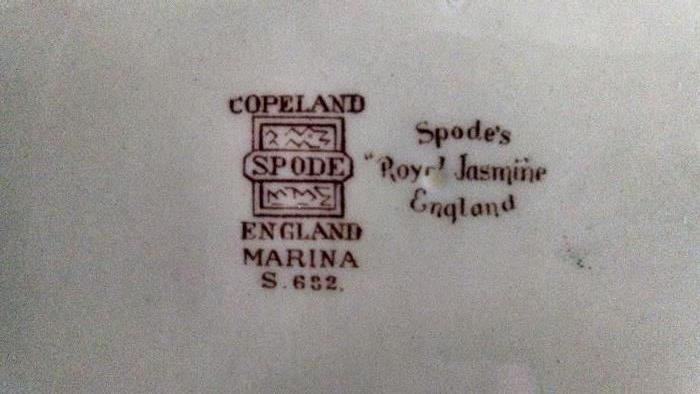 COPELAND
SPODE
ENGLAND
MARINA
S.682.
Spode's
"Royal Jasmine
England